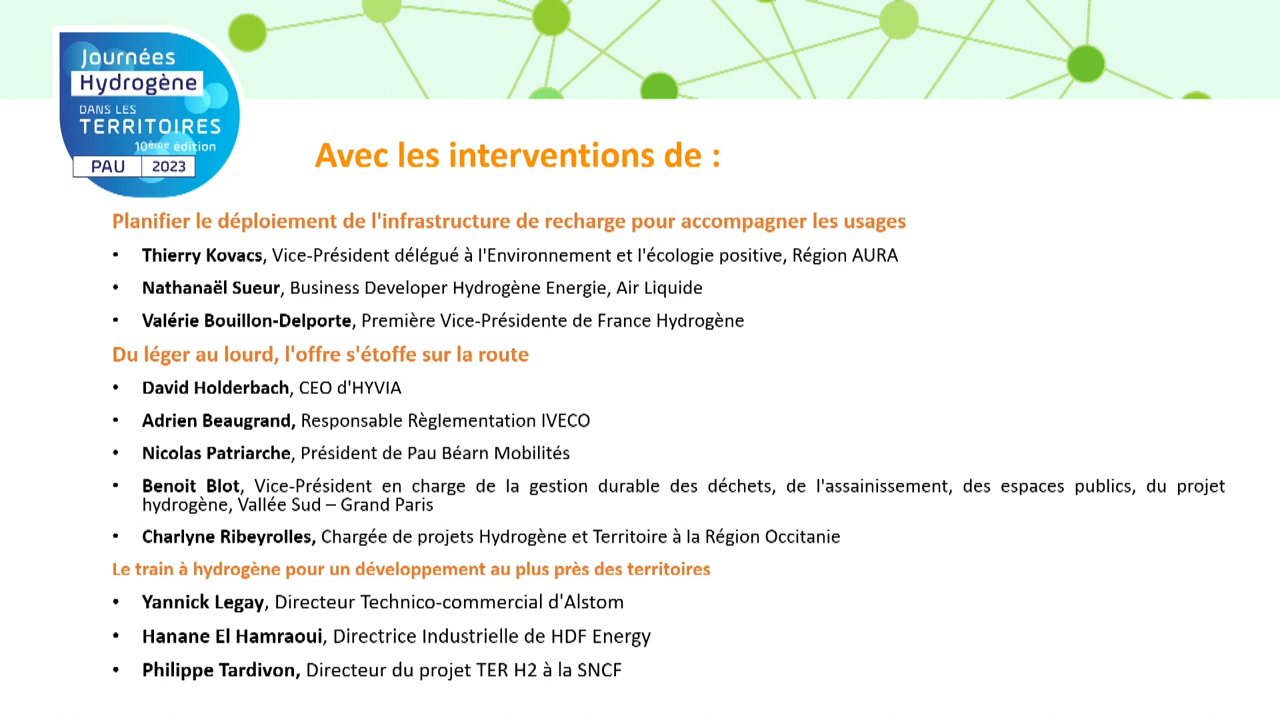 Journées
Hydrogène
DANS LES
TERRITOIRES
10ème édition
PAU 2023
Avec les interventions de :
Planifier le déploiement de l'infrastructure de recharge pour accompagner les usages
• Thierry Kovacs, Vice-Président délégué à l'Environnement et l'écologie positive, Région AURA
• Nathanaël Sueur, Business Developer Hydrogène Energie, Air Liquide
• Valérie Bouillon-Delporte, Première Vice-Présidente de France Hydrogène
Du léger au lourd, l'offre s'étoffe sur la route
• David Holderbach, CEO d'HYVIA
• Adrien Beaugrand, Responsable Règlementation IVECO
• Nicolas Patriarche, Président de Pau Béarn Mobilités
• Benoit Blot, Vice-Président en charge de la gestion durable des déchets, de l'assainissement, des espaces publics, du projet
hydrogène, Vallée Sud – Grand Paris
• Charlyne Ribeyrolles, Chargée de projets Hydrogène et Territoire à la Région Occitanie
Le train à hydrogène pour un développement au plus près des territoires
• Yannick Legay, Directeur Technico-commercial d'Alstom
• Hanane El Hamraoui, Directrice Industrielle de HDF Energy
• Philippe Tardivon, Directeur du projet TER H2 à la SNCF